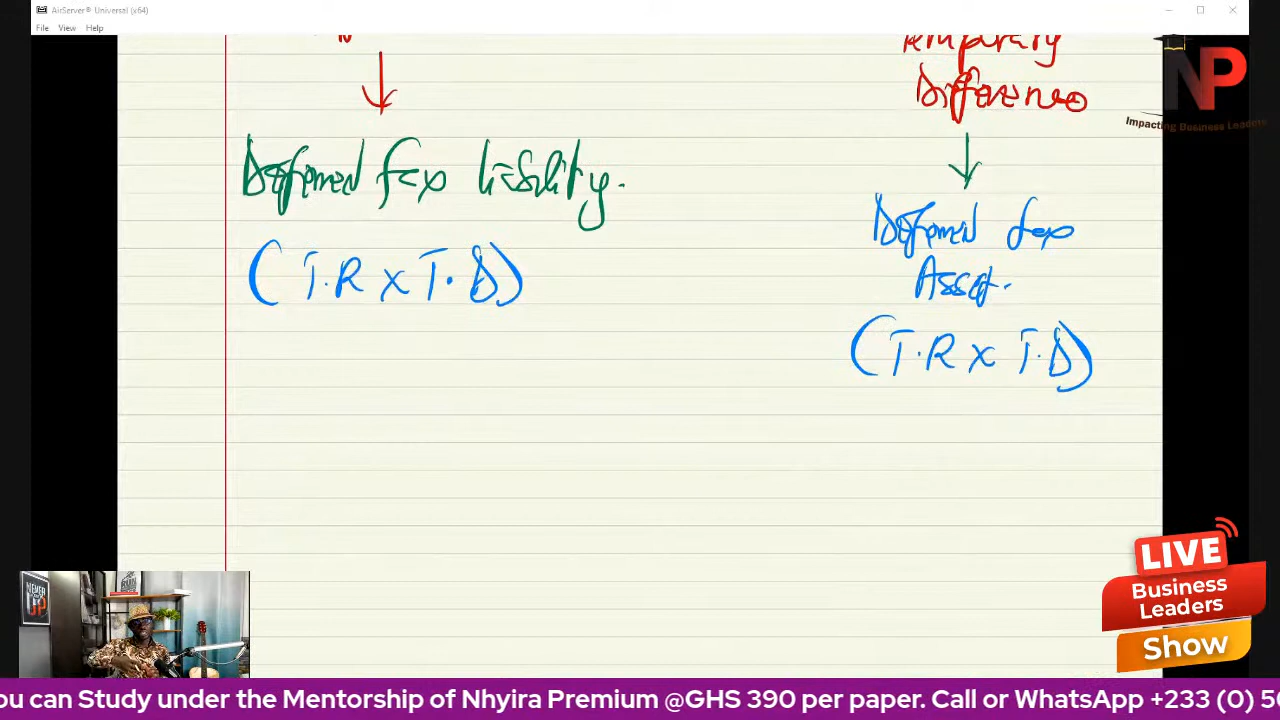 AirServer® Universal (x64)
File View Help
Temporary
Difference
NP
Impacting Business Leaders
Deferred Tax Liability.
(T.R x T.D)
Deferred Tax
Asset.
(T.R x T.D)
LIVE
Business
Leaders
Show
ou can Study under the Mentorship of Nhyira Premium @GHS 390 per paper. Call or WhatsApp +233 (0) 5